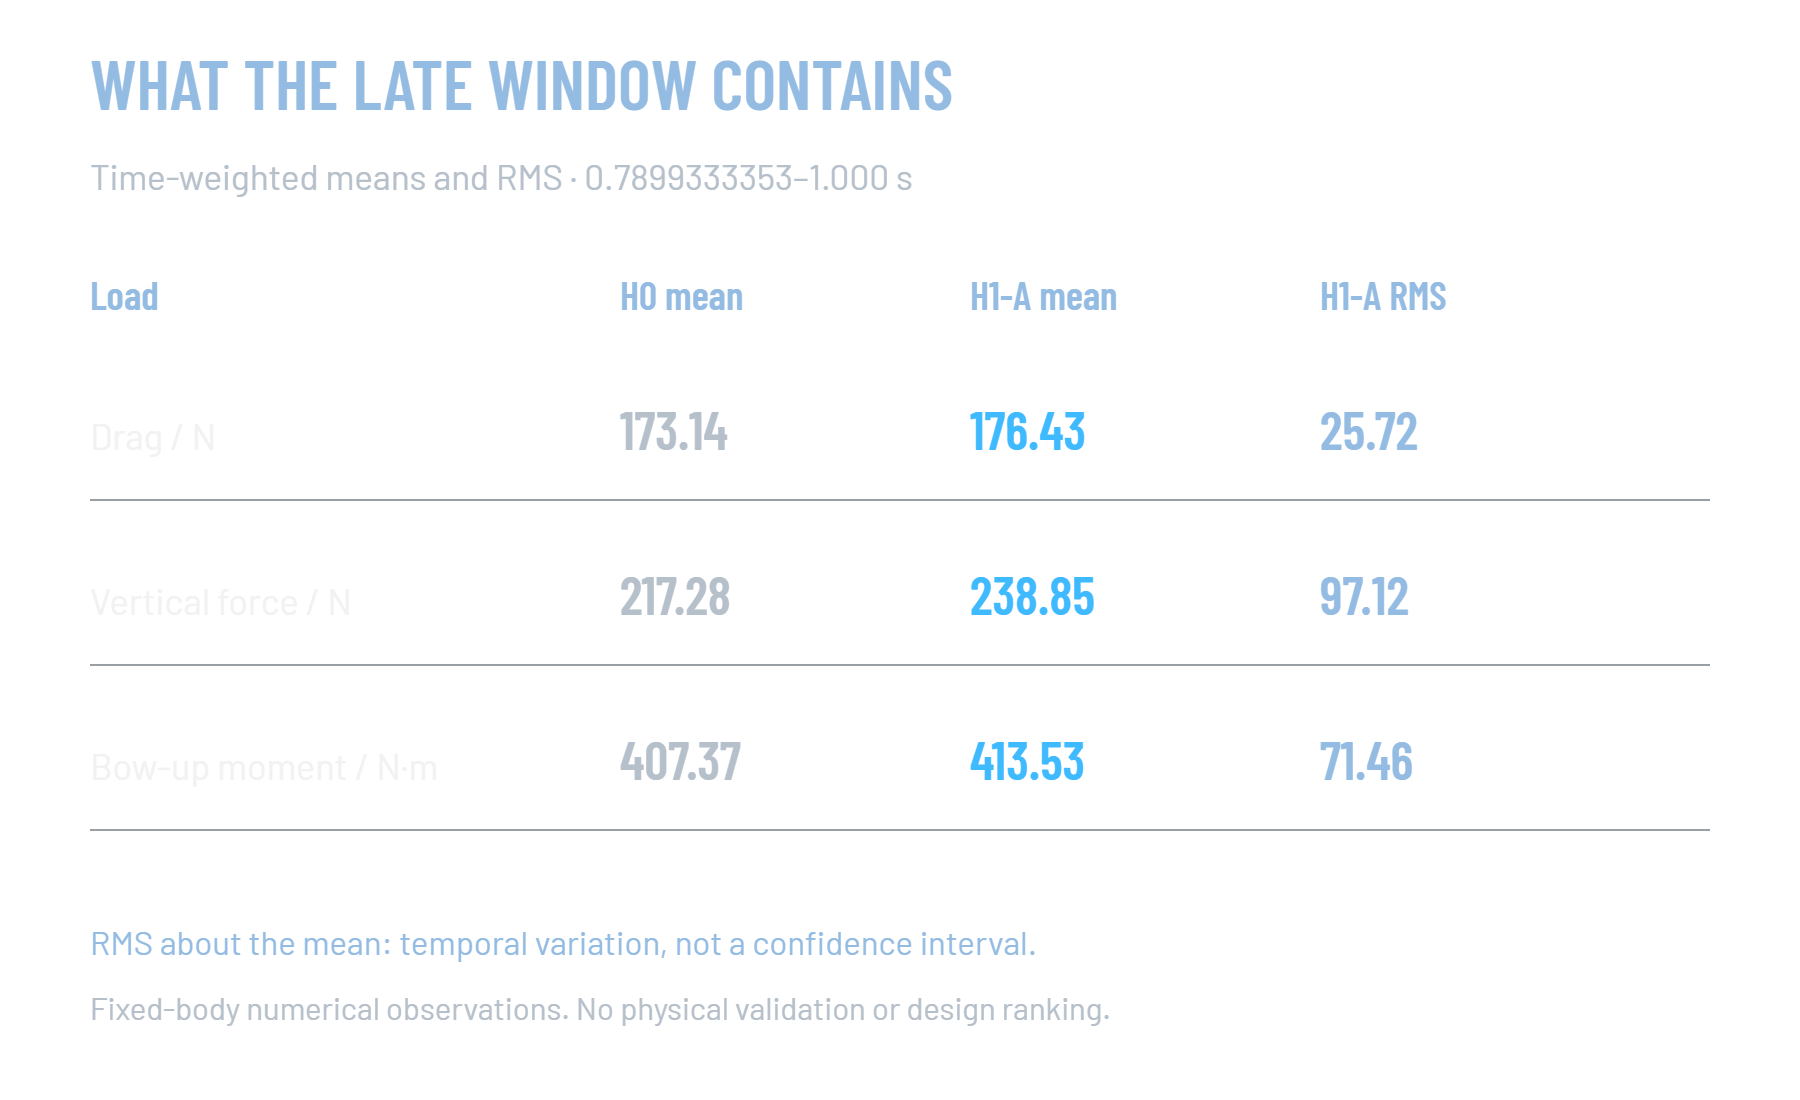 WHAT THE LATE WINDOW CONTAINS
Time-weighted means and RMS · 0.7899333353–1.000 s
Load H0 mean H1-A mean H1-A RMS
Drag / N 173.14 176.43 25.72
Vertical force / N 217.28 238.85 97.12
Bow-up moment / N·m 407.37 413.53 71.46
RMS about the mean: temporal variation, not a confidence interval.
Fixed-body numerical observations. No physical validation or design ranking.